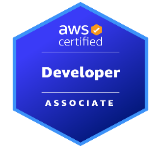 aws
certified
Developer
ASSOCIATE